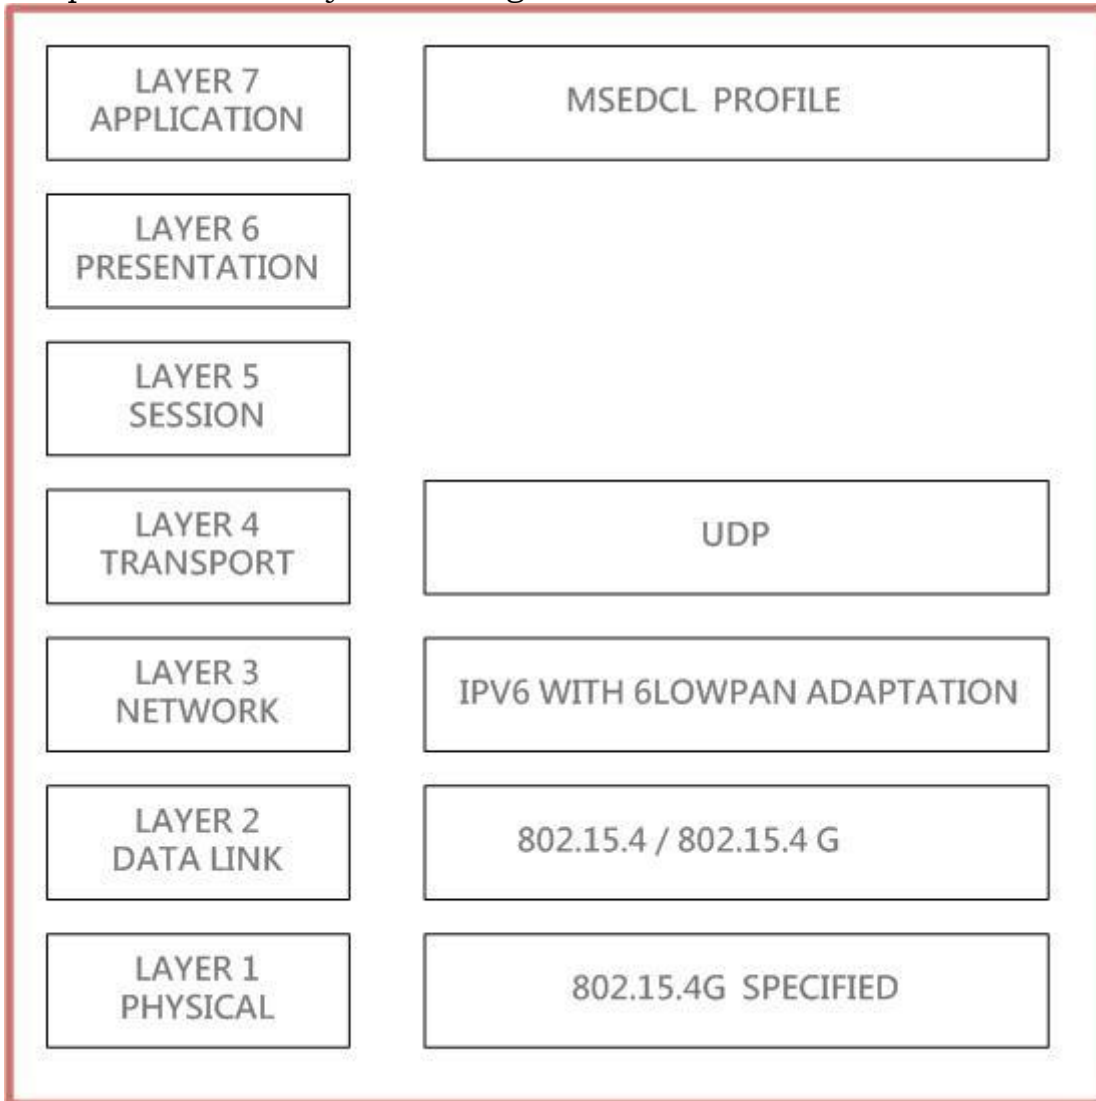 LAYER 7
APPLICATION
MSEDCL PROFILE
LAYER 6
PRESENTATION
LAYER 5
SESSION
LAYER 4
TRANSPORT
UDP
LAYER 3
NETWORK
IPV6 WITH 6LOWPAN ADAPTATION
LAYER 2
DATA LINK
802.15.4 / 802.15.4 G
LAYER 1
PHYSICAL
802.15.4G SPECIFIED